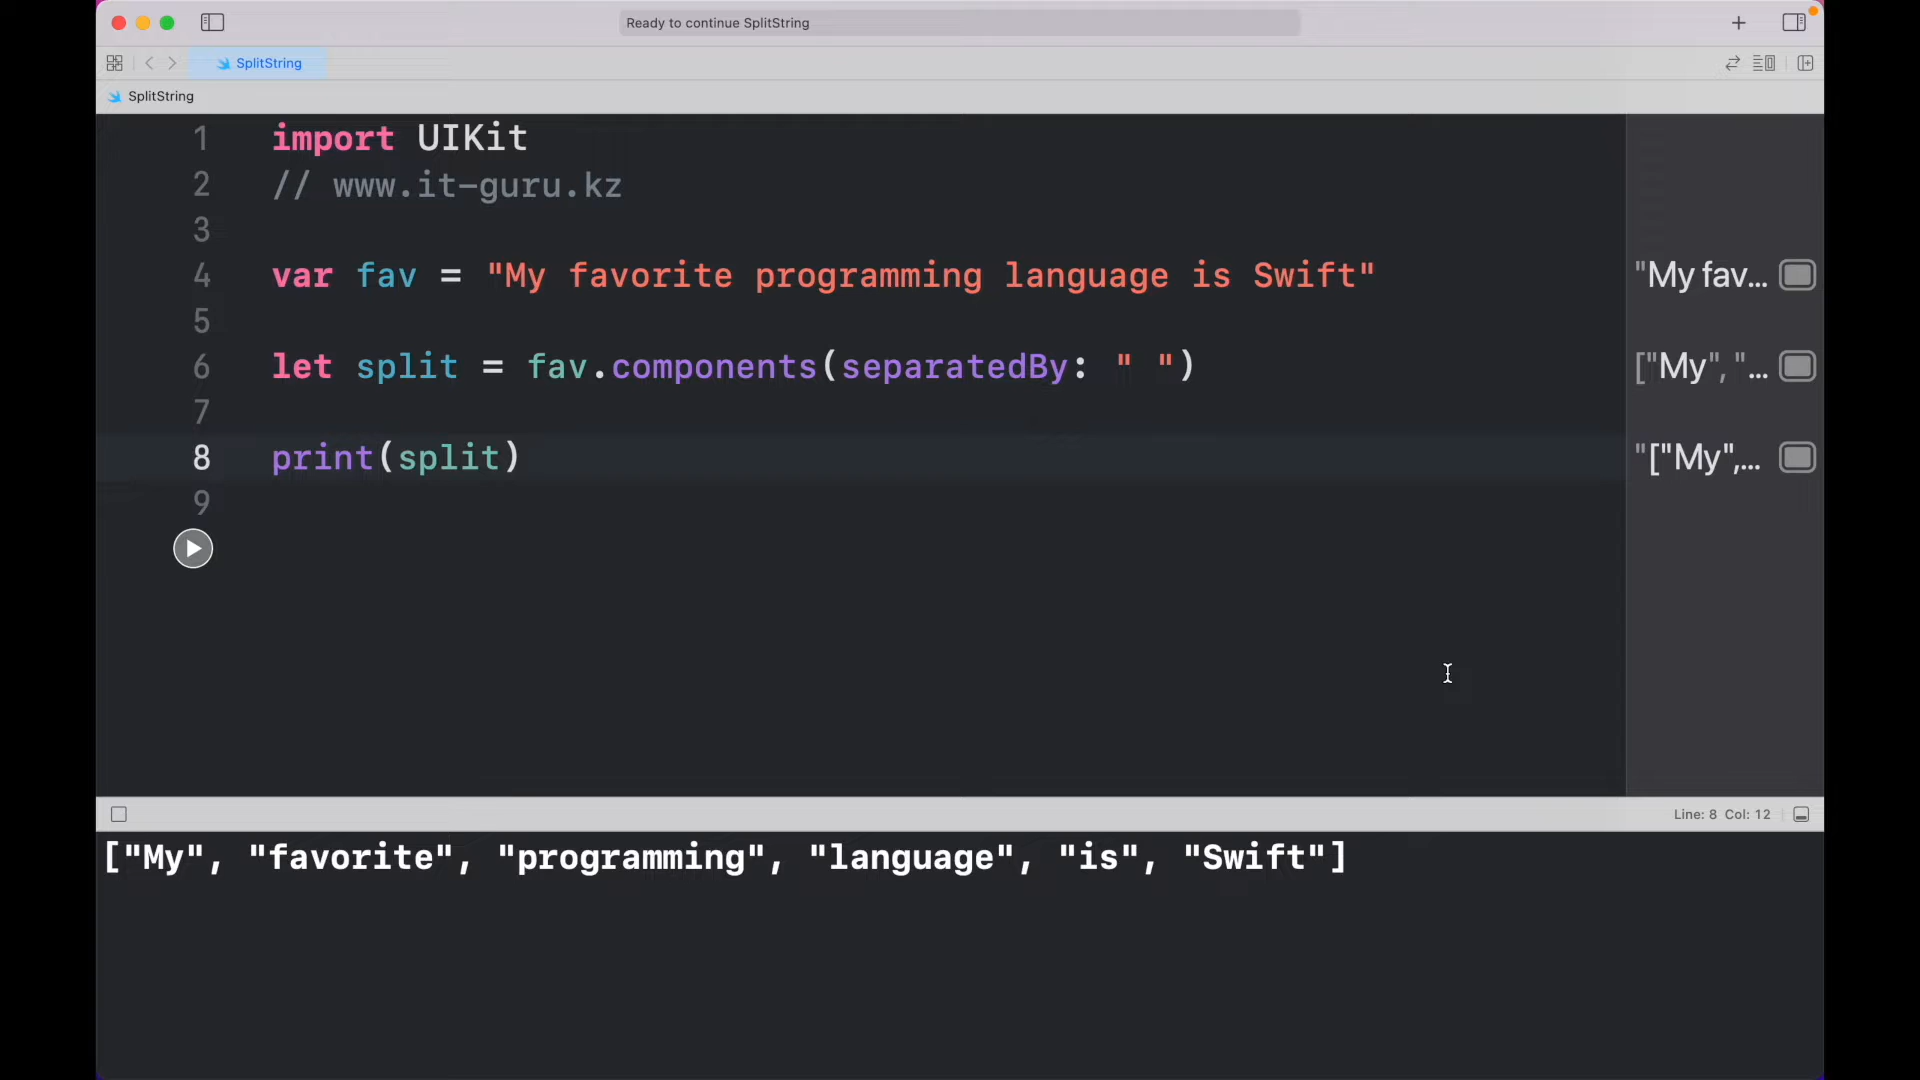 Ready to continue SplitString
SplitString
SplitString
1 import UIKit
2 // www.it-guru.kz
3
4 var fav = "My favorite programming language is Swift"
"My fav...
5
6 let split = fav.components(separatedBy: " ")
["My", "...
7
8 print(split)
"["My",...
9
Line: 8 Col: 12
["My", "favorite", "programming", "language", "is", "Swift"]